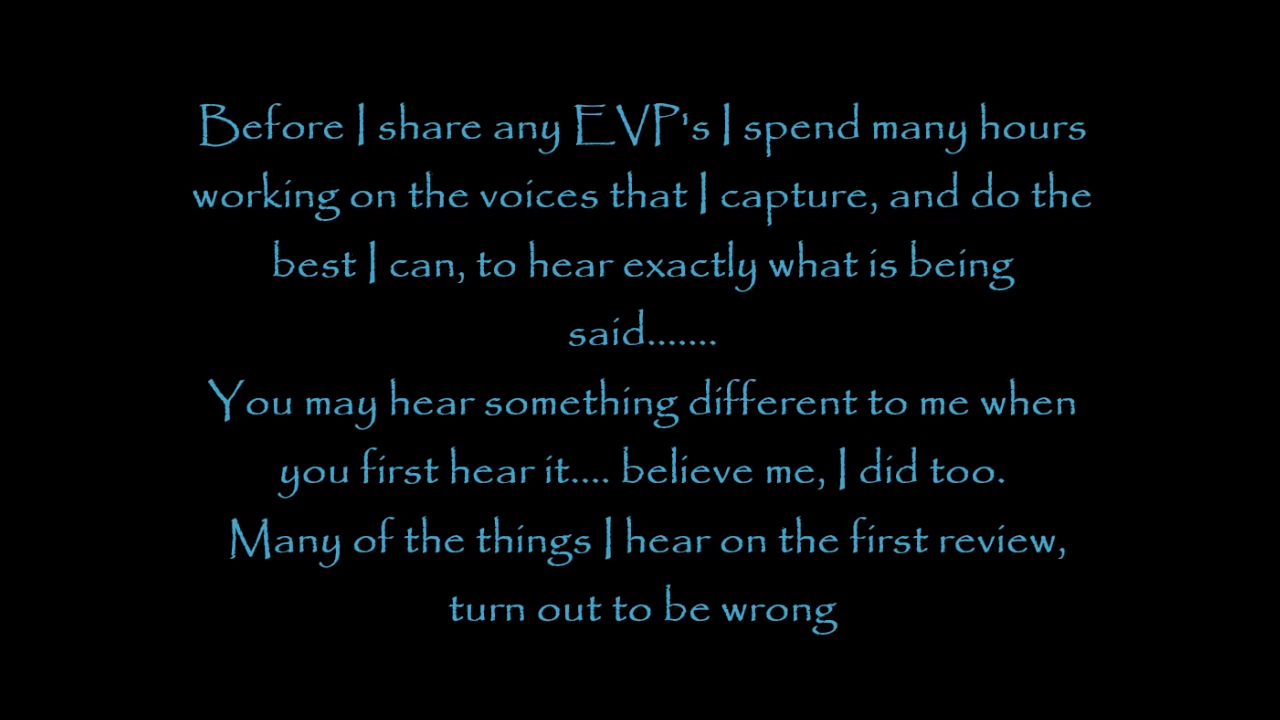 Before I share any EVP's I spend many hours
working on the voices that I capture, and do the
best I can, to hear exactly what is being
said.......
You may hear something different to me when
you first hear it.... believe me, I did too.
Many of the things I hear on the first review,
turn out to be wrong